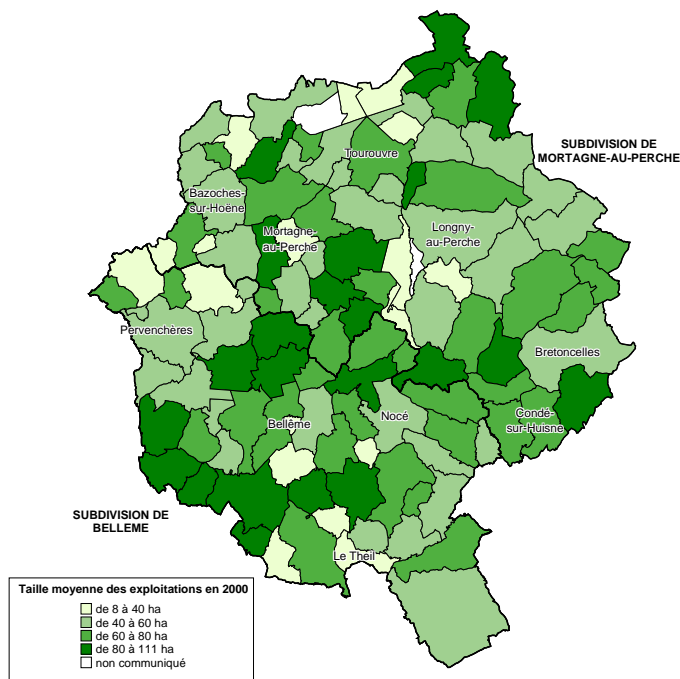 SUBDIVISION DE
MORTAGNE-AU-PERCHE
Tourouvre
Bazoches-
sur-Hoëne
Mortagne-
au-Perche
Longny-
au-Perche
Pervenchères
Bretoncelles
Bellême
Nocé
Condé-
sur-Huisne
SUBDIVISION DE
BELLEME
Le Theil
Taille moyenne des exploitations en 2000
de 8 à 40 ha
de 40 à 60 ha
de 60 à 80 ha
de 80 à 111 ha
non communiqué